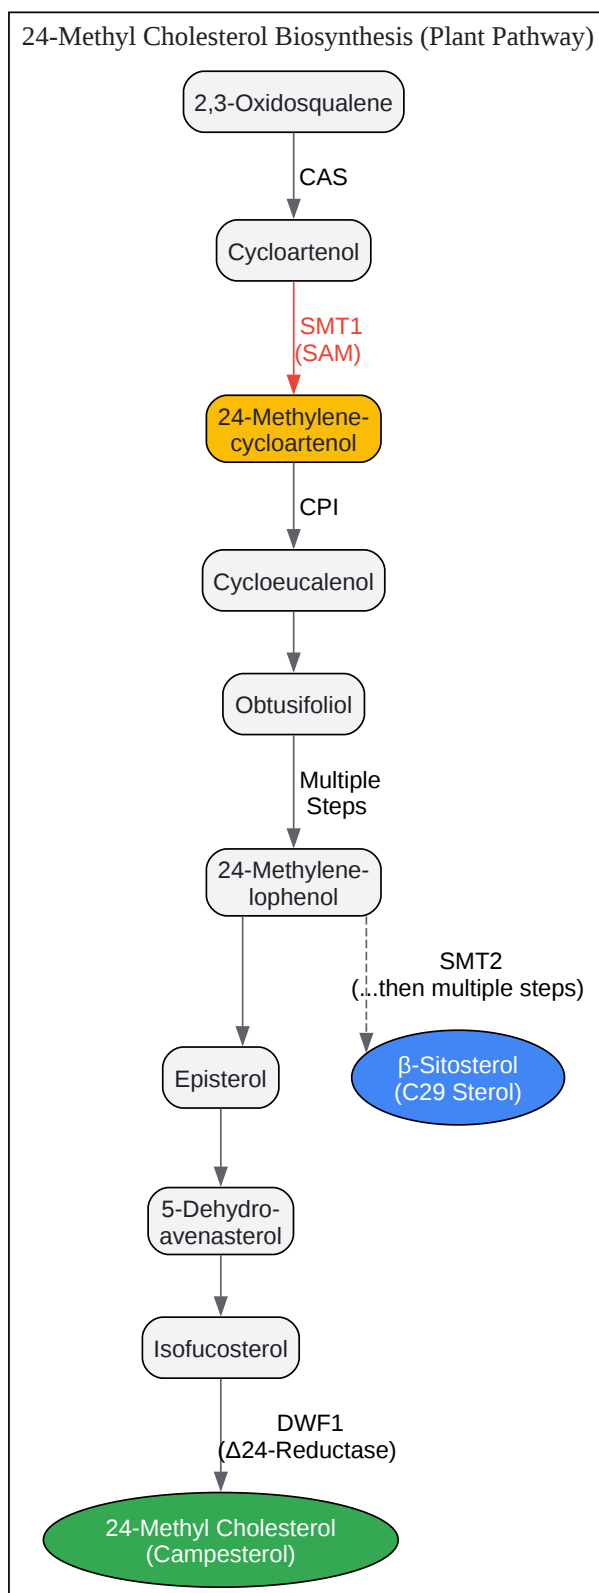 24-Methyl Cholesterol Biosynthesis (Plant Pathway)
2,3-Oxidosqualene
CAS
Cycloartenol
SMT1
(SAM)
24-Methylene-
cycloartenol
CPI
Cycloeucalenol
Obtusifoliol
Multiple
Steps
24-Methylene-
lophenol
SMT2
(...then multiple steps)
Episterol
β-Sitosterol
(C29 Sterol)
5-Dehydro-
avenasterol
Isofucosterol
DWF1
(Δ24-Reductase)
24-Methyl Cholesterol
(Campesterol)